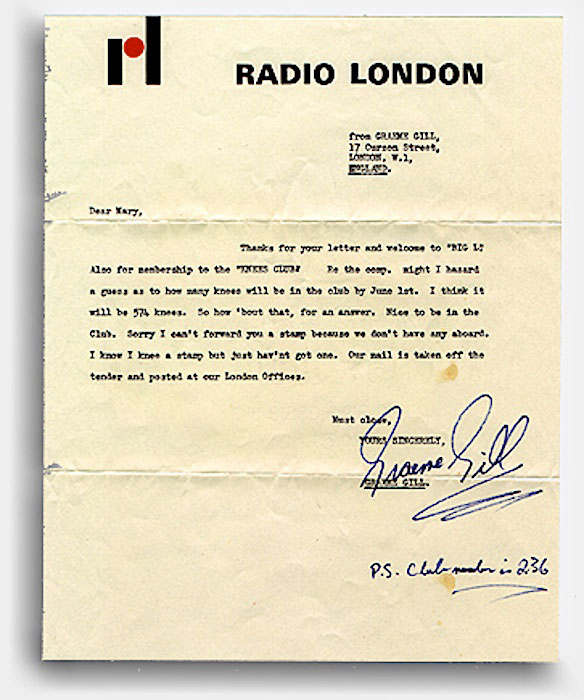 RADIO LONDON
from GRAEME GILL,
17 Curzon Street,
LONDON, W.1,
ENGLAND.
Dear Mary,
Thanks for your letter and welcome to "BIG L"
Also for membership to the "KNEES CLUB" Re the comp. might I hazard
a guess as to how many knees will be in the club by June 1st. I think it
will be 574 knees. So how 'bout that, for an answer. Nice to be in the
Club. Sorry I can't forward you a stamp because we don't have any aboard.
I know I knee a stamp but just hav'nt got one. Our mail is taken off the
tender and posted at our London Offices.
Must close,
YOURS SINCERELY,
Graeme Gill
GRAEME GILL.
P.S. Club number is 236